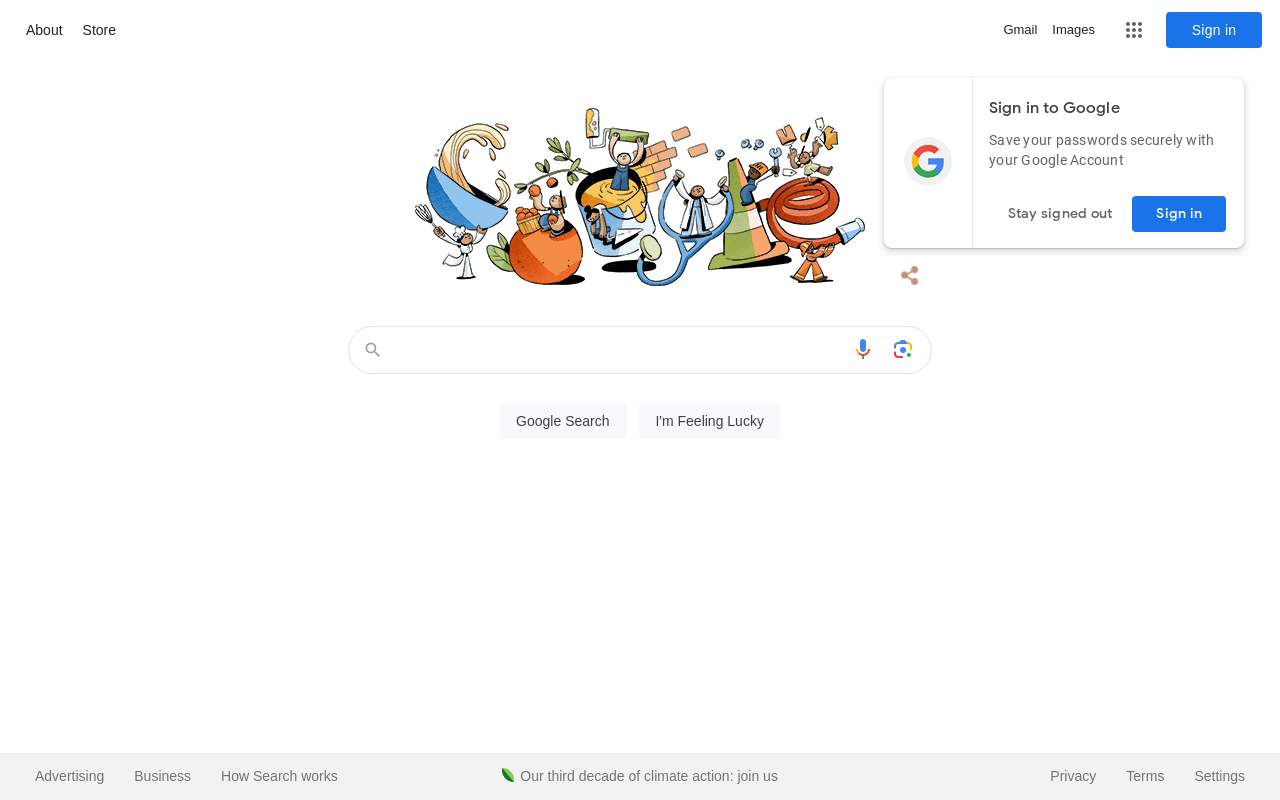 About
Store
Gmail
Images
Sign in
Sign in to Google
Save your passwords securely with
your Google Account
Stay signed out
Sign in
Google Search
I'm Feeling Lucky
Our third decade of climate action: join us
Advertising
Business
How Search works
Privacy
Terms
Settings